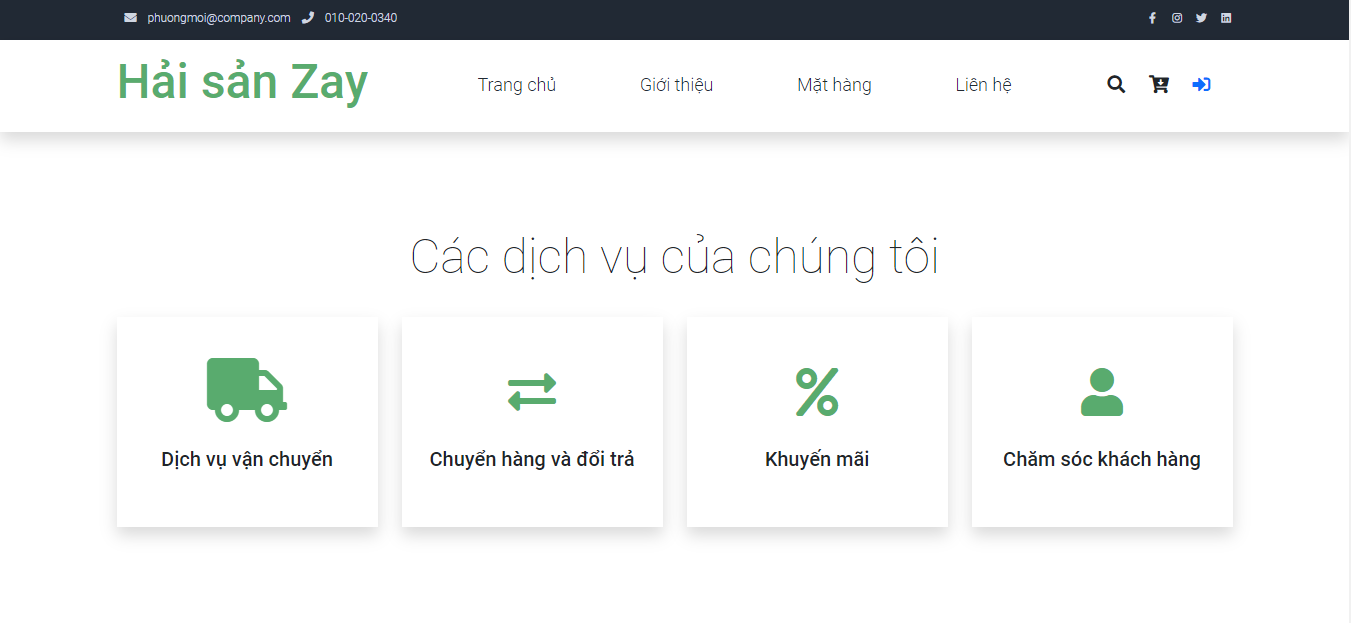 phuongmoi@company.com 010-020-0340
Hải sản Zay Trang chủ Giới thiệu Mặt hàng Liên hệ
Các dịch vụ của chúng tôi
Dịch vụ vận chuyển Chuyển hàng và đổi trả Khuyến mãi Chăm sóc khách hàng